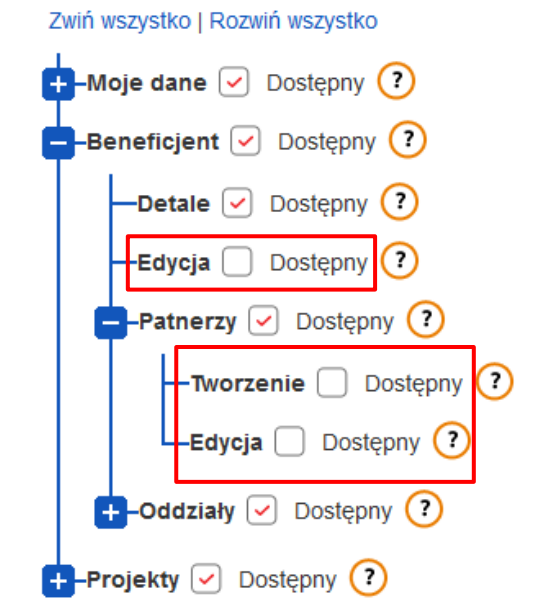 Zwiń wszystko | Rozwiń wszystko
Moje dane Dostępny ?
Beneficjent Dostępny ?
Detale Dostępny ?
Edycja Dostępny ?
Patnerzy Dostępny ?
Tworzenie Dostępny ?
Edycja Dostępny ?
Oddziały Dostępny ?
Projekty Dostępny ?